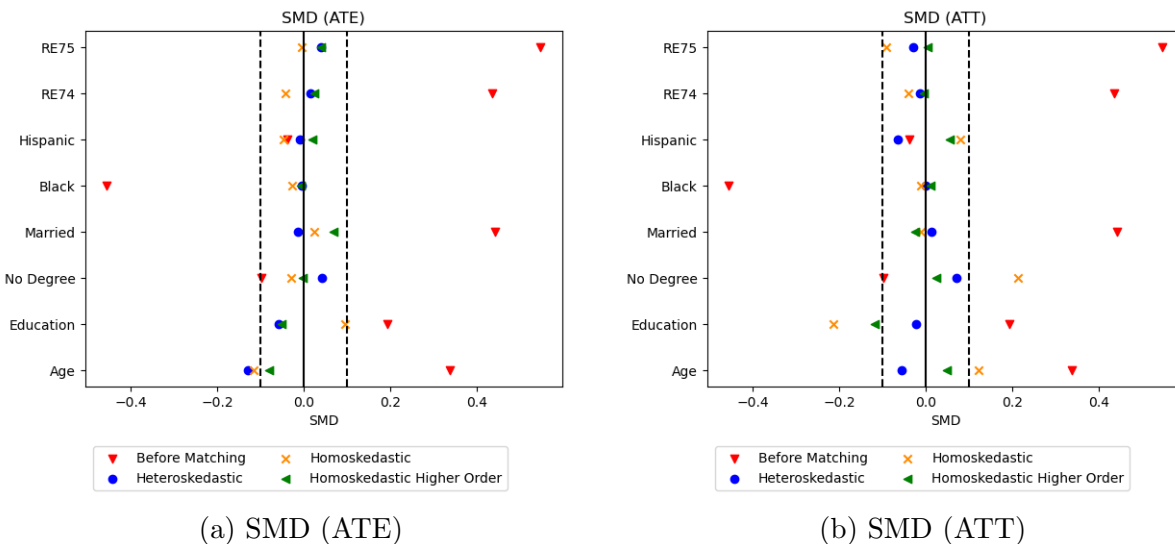 SMD (ATE)
RE75
RE74
Hispanic
Black
Married
No Degree
Education
Age
−0.4 −0.2 0.0 0.2 0.4
SMD
Before Matching Homoskedastic
Heteroskedastic Homoskedastic Higher Order
(a) SMD (ATE)
SMD (ATT)
RE75
RE74
Hispanic
Black
Married
No Degree
Education
Age
−0.4 −0.2 0.0 0.2 0.4
SMD
Before Matching Homoskedastic
Heteroskedastic Homoskedastic Higher Order
(b) SMD (ATT)